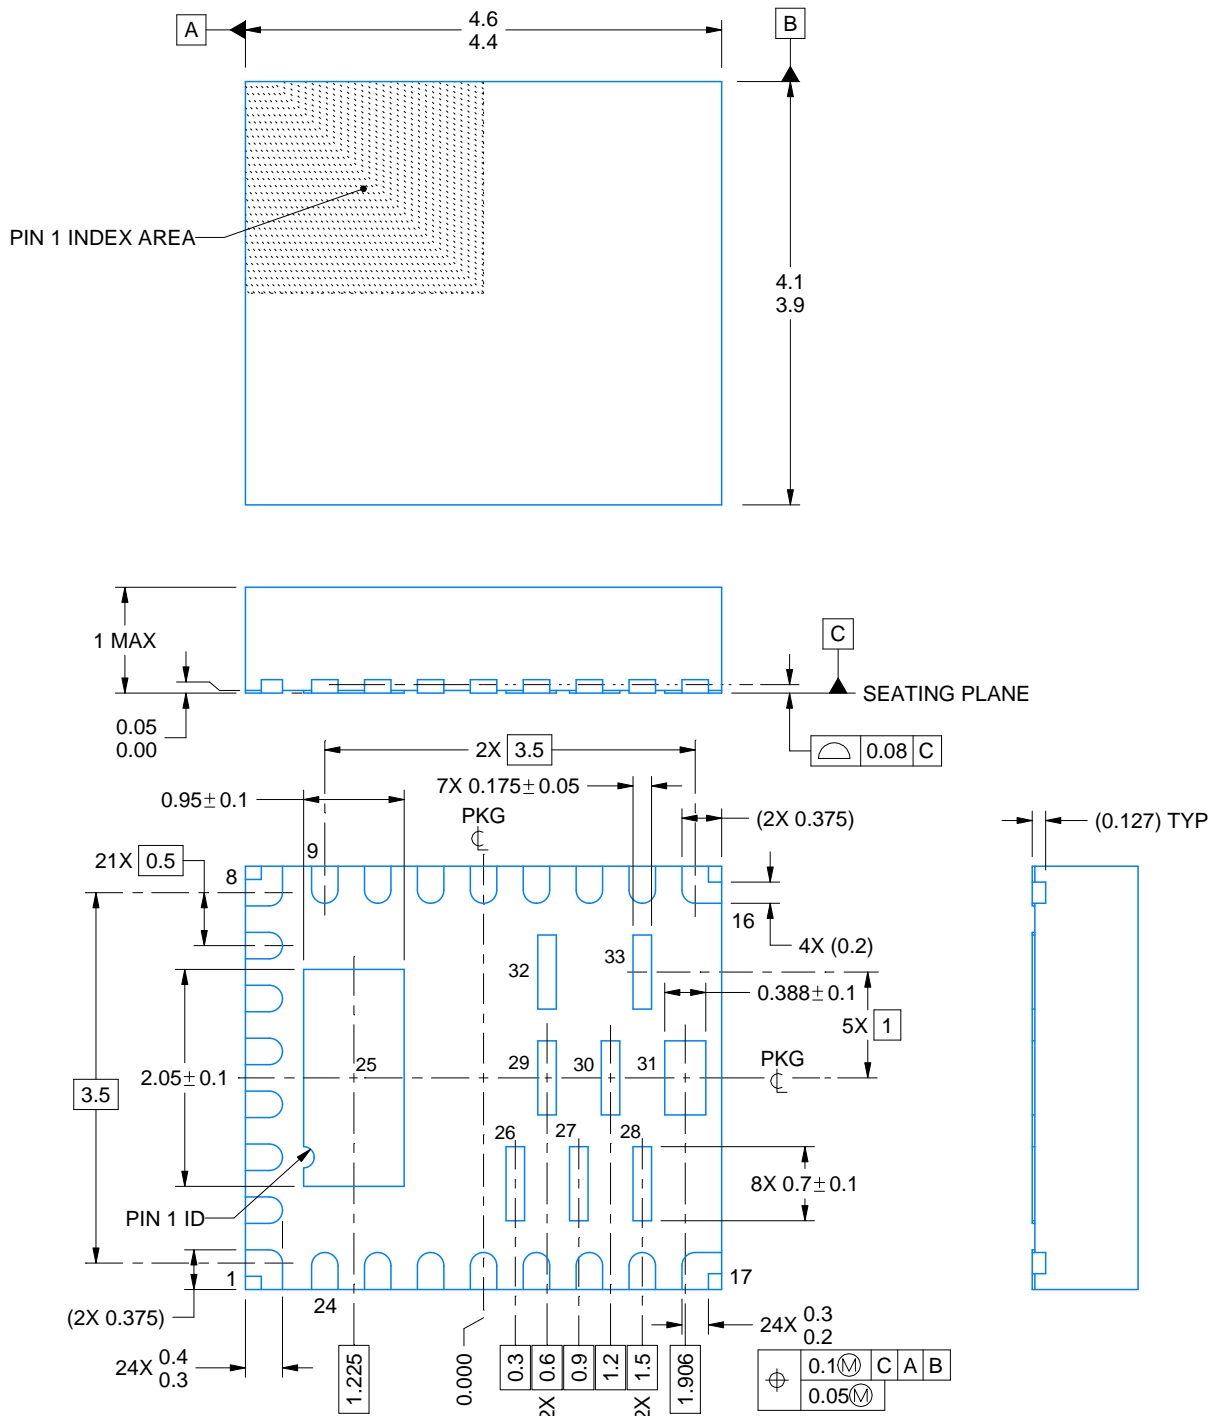 A
4.6
4.4
B
PIN 1 INDEX AREA
4.1
3.9
1 MAX
C
SEATING PLANE
0.05
0.00
0.08 C
2X 3.5
7X 0.175±0.05
0.95±0.1
PKG
(2X 0.375)
(0.127) TYP
21X 0.5
9
8
16
4X (0.2)
32
33
0.388±0.1
5X 1
2.05±0.1
25
29
30
31
PKG
3.5
26
27
28
8X 0.7±0.1
PIN 1 ID
1
24
17
(2X 0.375)
24X 0.4
0.3
24X 0.3
0.2
1.225
0.000
0.3
2X 0.6
0.9
1.2
2X 1.5
1.906
0.1Ⓜ C A B
0.05Ⓜ